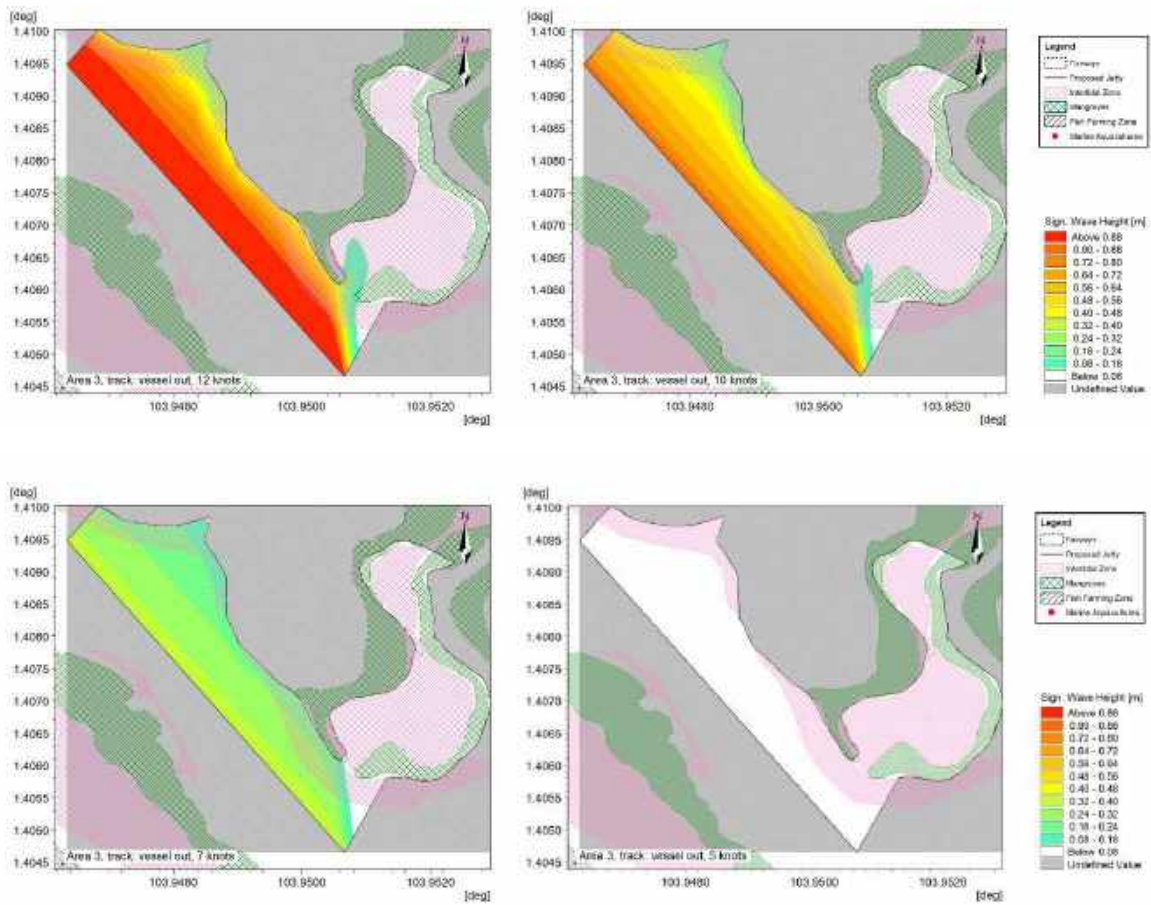 [deg]
1.4100
1.4095
1.4090
1.4085
1.4080
1.4075
1.4070
1.4065
1.4060
1.4055
1.4050
1.4045
N
Area 3, track: vessel out, 12 knots
103.9480 103.9500 103.9520
[deg]
[deg]
1.4100
1.4095
1.4090
1.4085
1.4080
1.4075
1.4070
1.4065
1.4060
1.4055
1.4050
1.4045
N
Area 3, track: vessel out, 10 knots
103.9480 103.9500 103.9520
[deg]
Legend
Fairways
Proposed Jetty
Intertidal Zone
Mangroves
Fish Farming Zone
Marine Aquacultures
Sign. Wave Height [m]
Above 0.88
0.80 - 0.88
0.72 - 0.80
0.64 - 0.72
0.56 - 0.64
0.48 - 0.56
0.40 - 0.48
0.32 - 0.40
0.24 - 0.32
0.16 - 0.24
0.08 - 0.16
Below 0.08
Undefined Value
[deg]
1.4100
1.4095
1.4090
1.4085
1.4080
1.4075
1.4070
1.4065
1.4060
1.4055
1.4050
1.4045
N
Area 3, track: vessel out, 7 knots
103.9480 103.9500 103.9520
[deg]
[deg]
1.4100
1.4095
1.4090
1.4085
1.4080
1.4075
1.4070
1.4065
1.4060
1.4055
1.4050
1.4045
N
Area 3, track: vessel out, 5 knots
103.9480 103.9500 103.9520
[deg]
Legend
Fairways
Proposed Jetty
Intertidal Zone
Mangroves
Fish Farming Zone
Marine Aquacultures
Sign. Wave Height [m]
Above 0.88
0.80 - 0.88
0.72 - 0.80
0.64 - 0.72
0.56 - 0.64
0.48 - 0.56
0.40 - 0.48
0.32 - 0.40
0.24 - 0.32
0.16 - 0.24
0.08 - 0.16
Below 0.08
Undefined Value